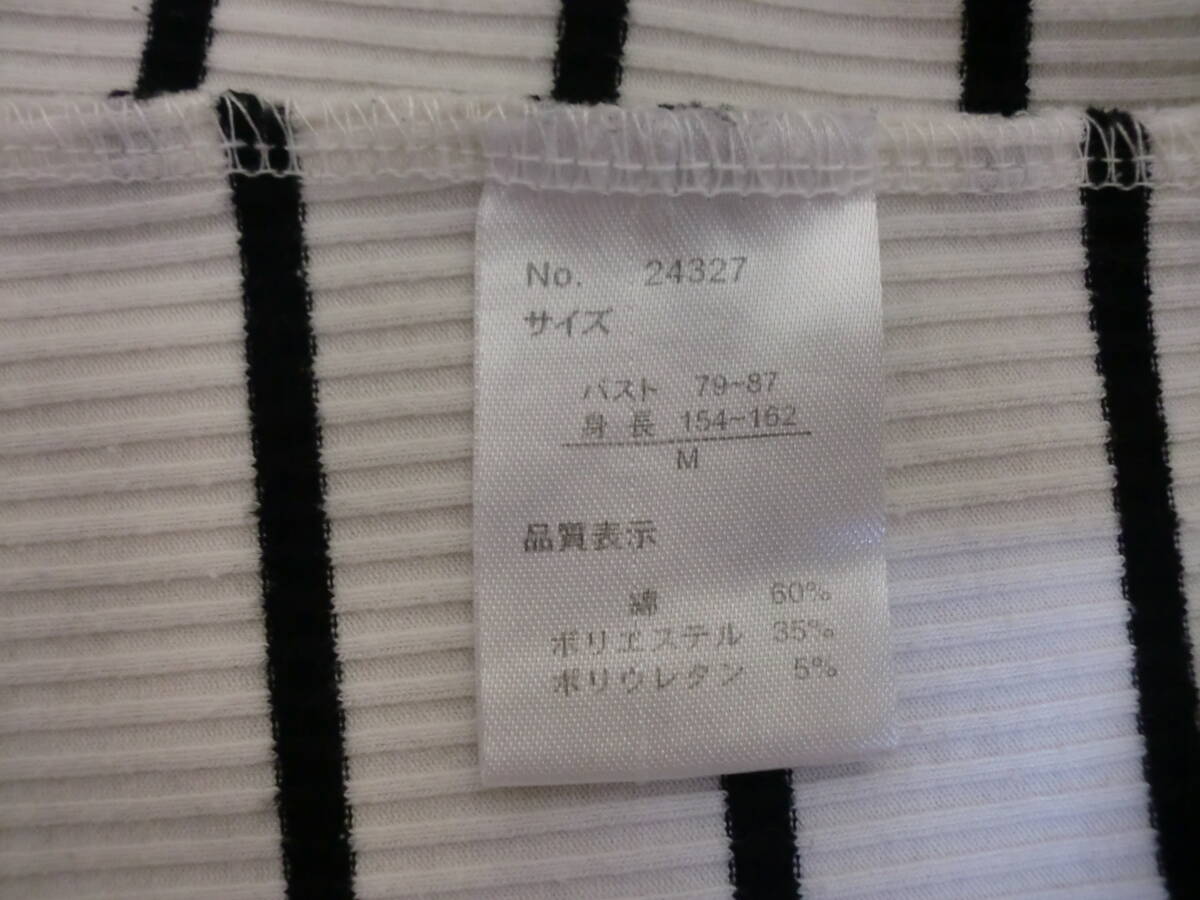 No. 24327
サイズ
バスト 79~87
身長 154~162
M
品質表示
綿 60%
ポリエステル 35%
ポリウレタン 5%